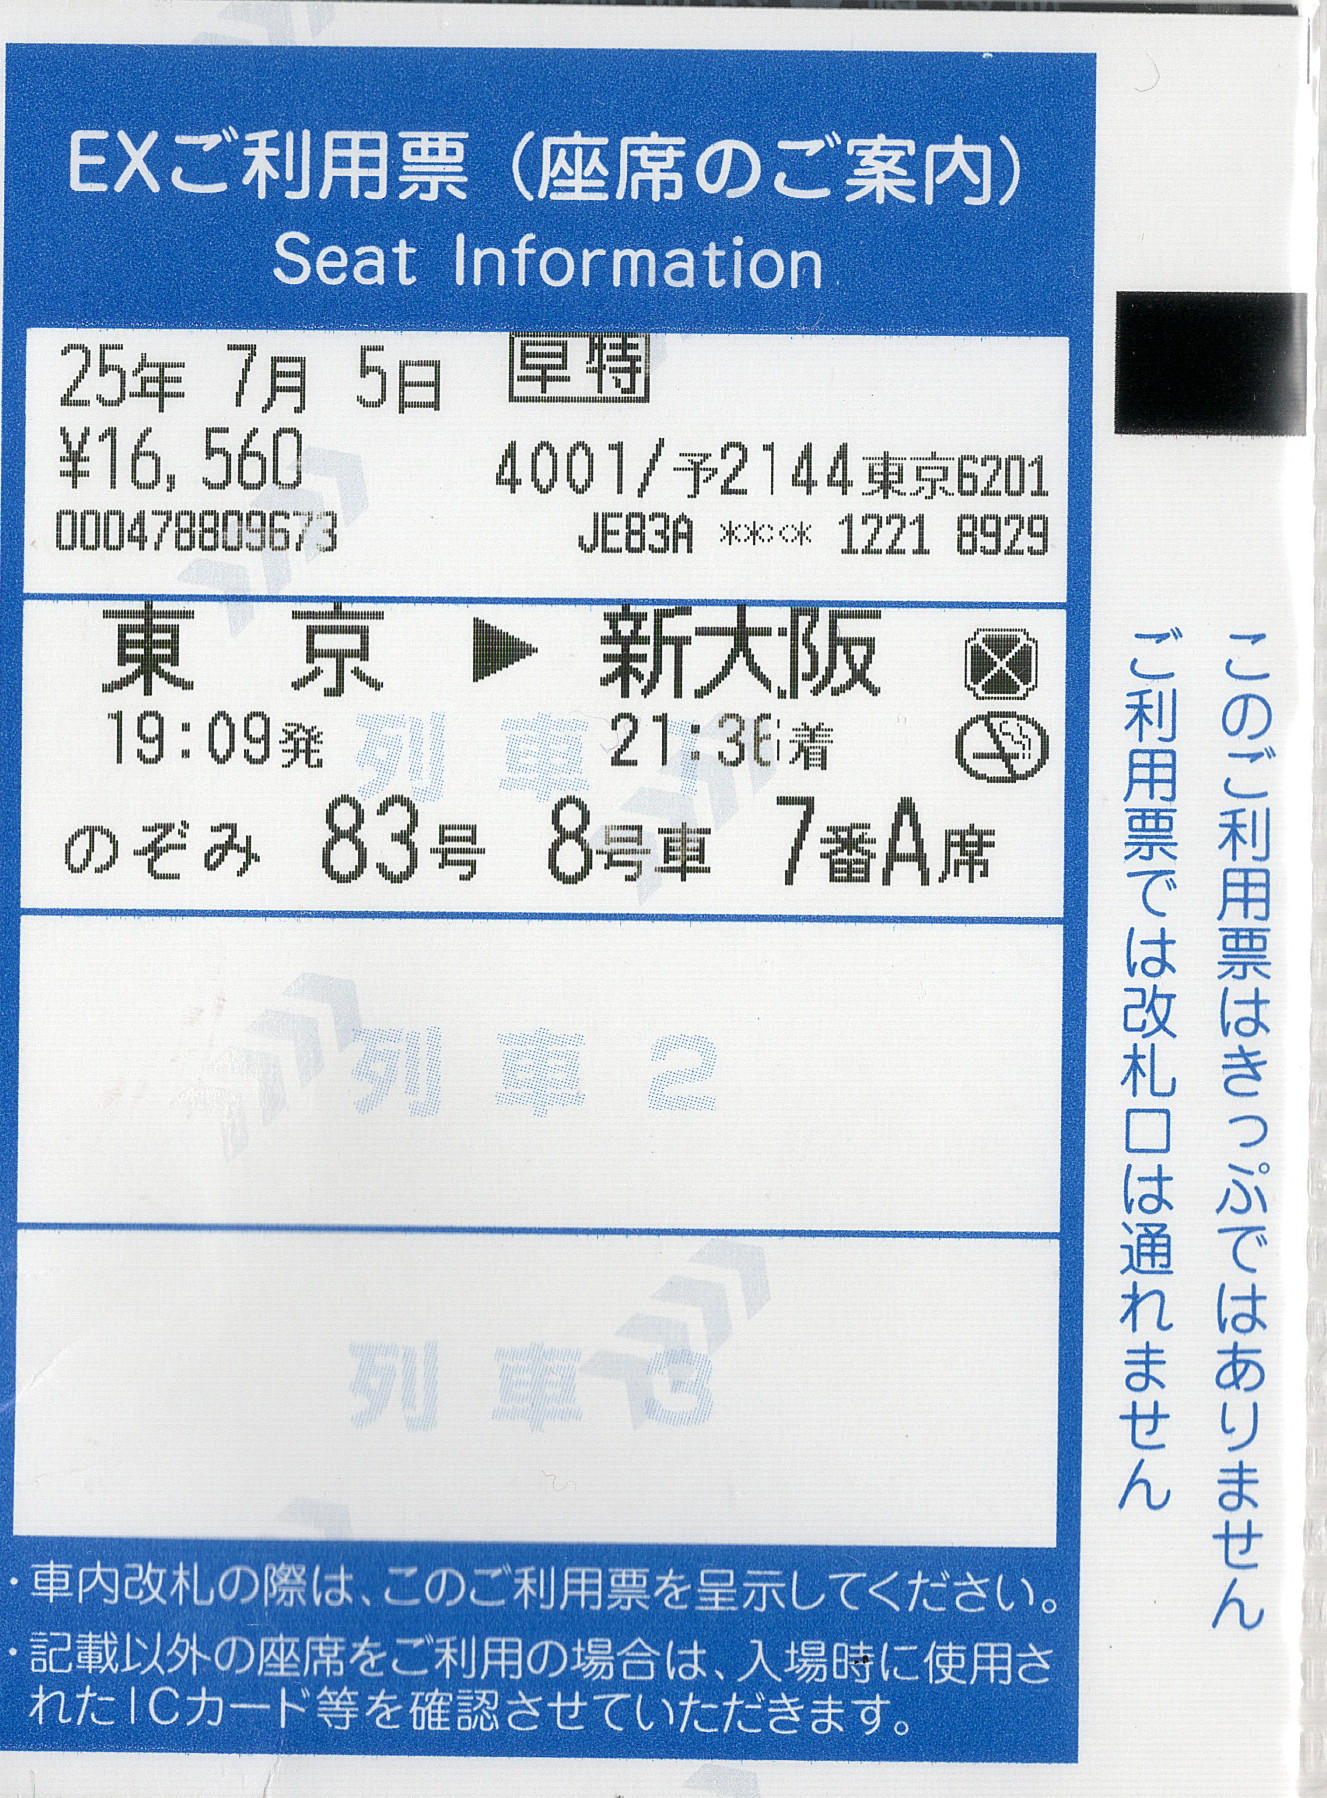 EXご利用票（座席のご案内）
Seat Information
25年 7月 5日 早特
¥16,560 4001/予2144東京6201
000478809673 JE83A **** 1221 8929
東 京 ▶ 新大阪
19:09発 21:36着
列車1
のぞみ 83号 8号車 7番A席
列車2
列車3
・車内改札の際は、このご利用票を呈示してください。
・記載以外の座席をご利用の場合は、入場時に使用さ
れたICカード等を確認させていただきます。
このご利用票はきっぷではありません
ご利用票では改札口は通れません